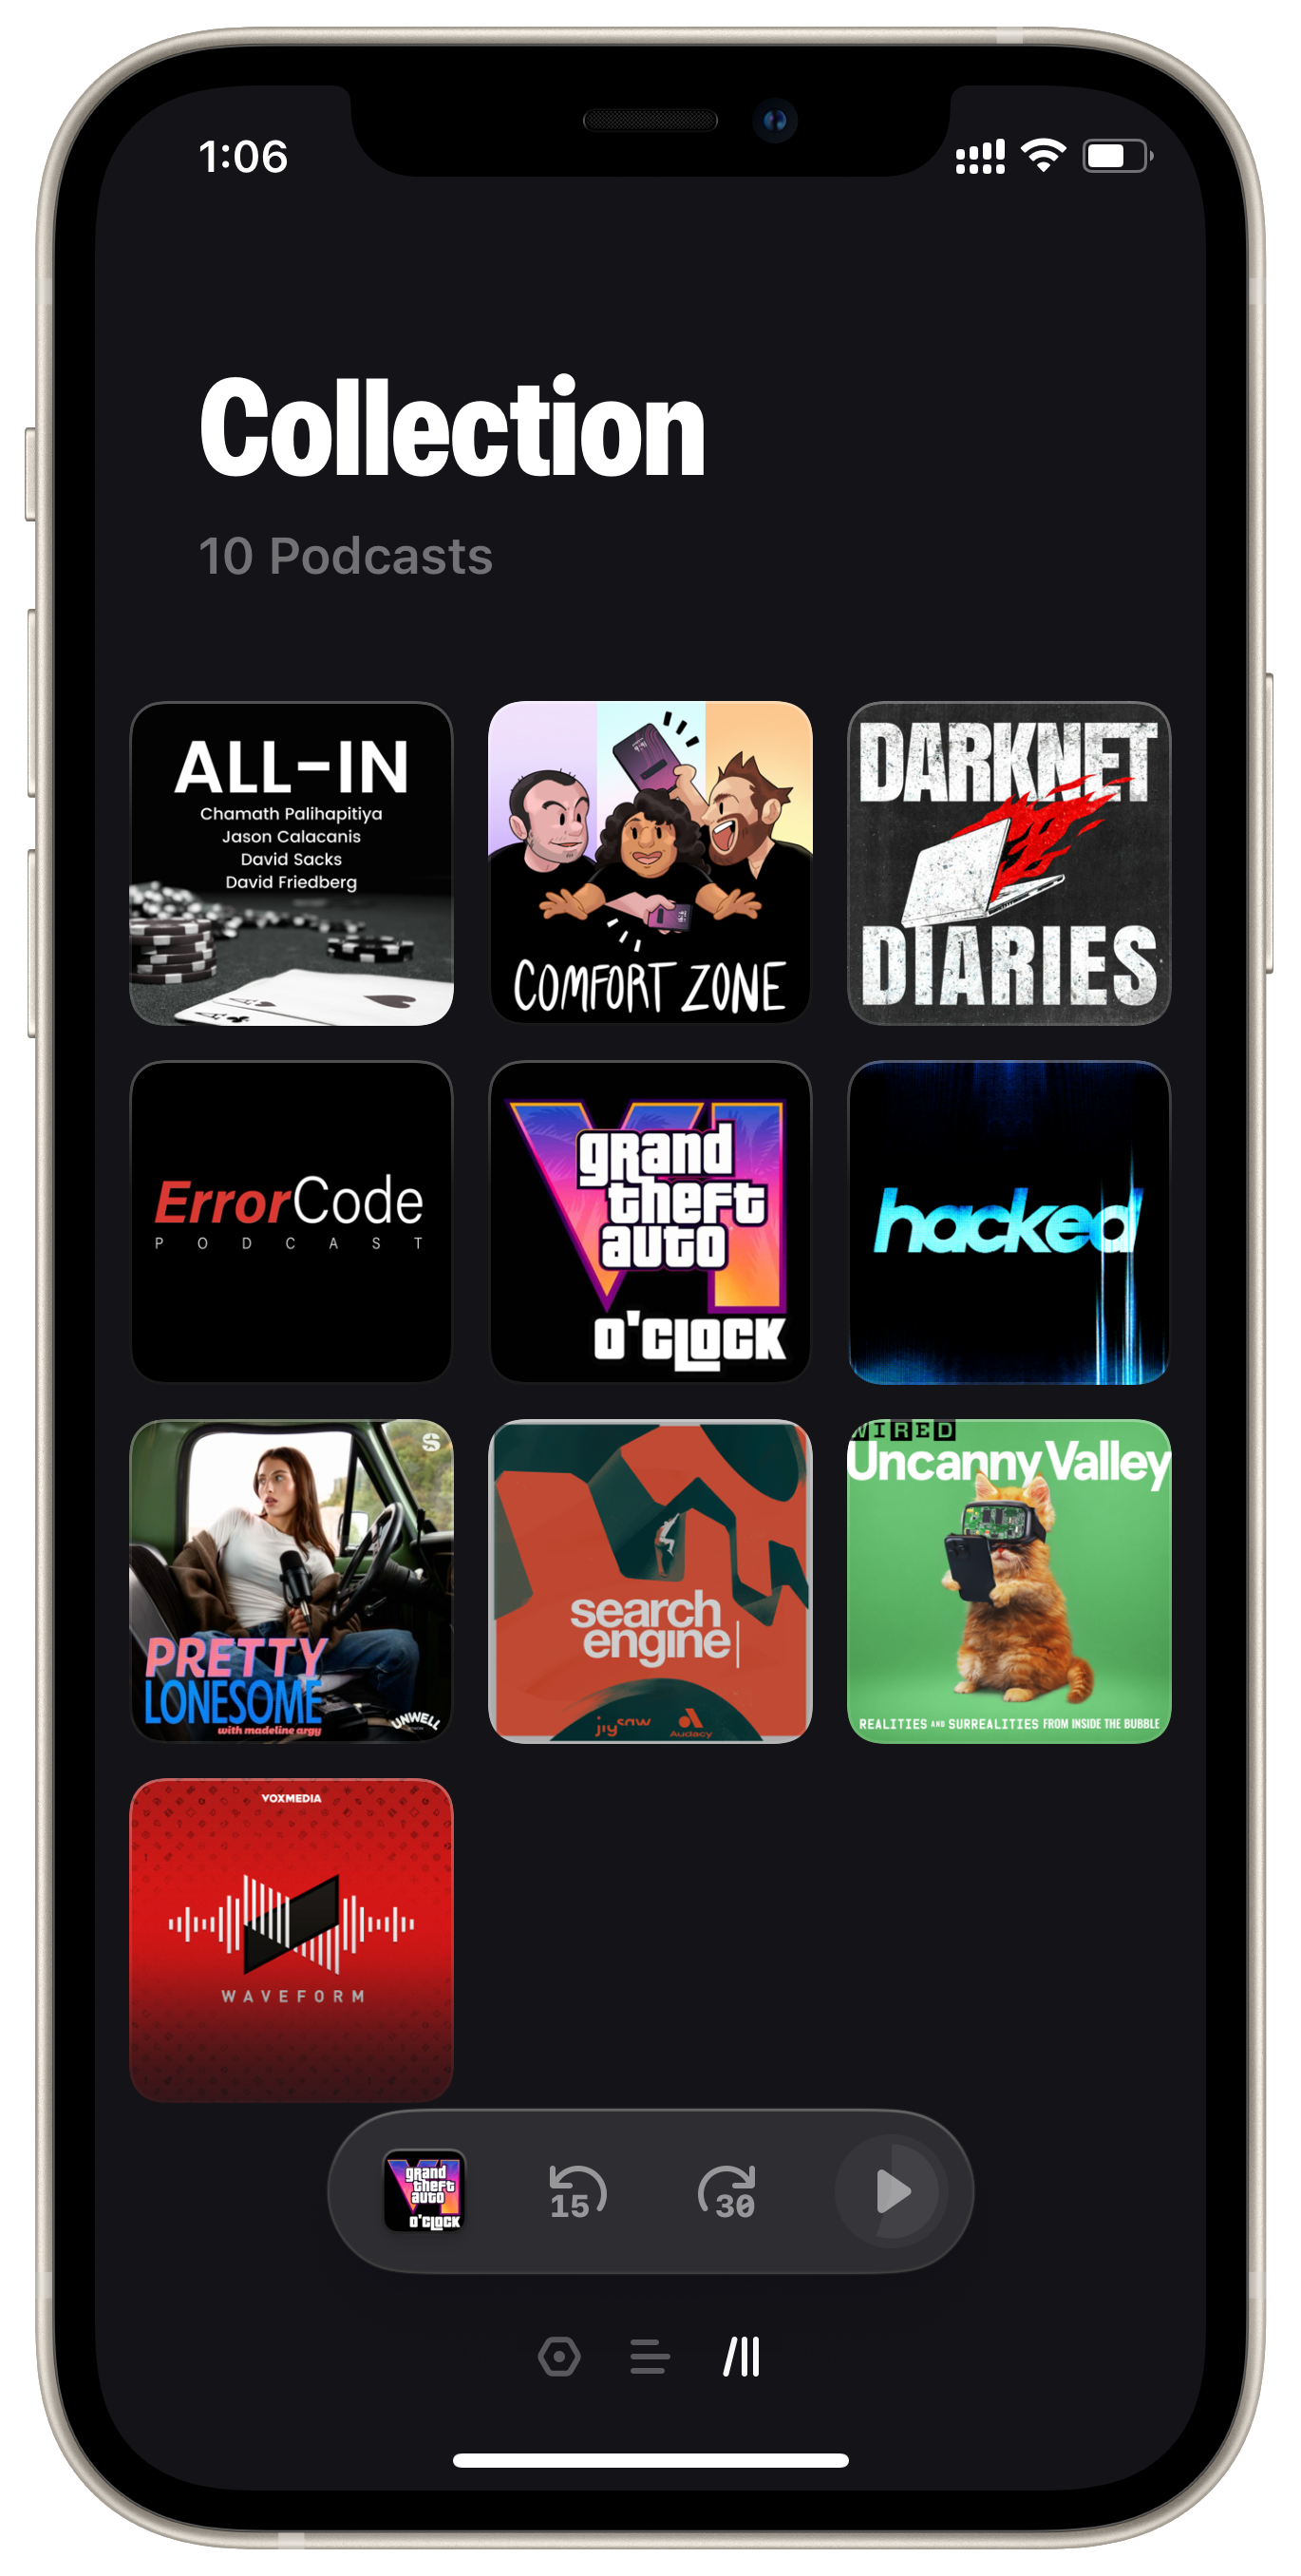 1:06
Collection
10 Podcasts
ALL-IN
Chamath Palihapitiya
Jason Calacanis
David Sacks
David Friedberg
COMFORT ZONE
DARKNET
DIARIES
ErrorCode
PODCAST
VI
grand
theft
auto
O'CLOCK
hacked
PRETTY
LONESOME
with madeline argy
UNWELL
search
engine
jigsaw
Audacy
WIRED
Uncanny Valley
REALITIES AND SURREALITIES FROM INSIDE THE BUBBLE
VOXMEDIA
WAVEFORM
grand
theft
auto
O'CLOCK
15
30